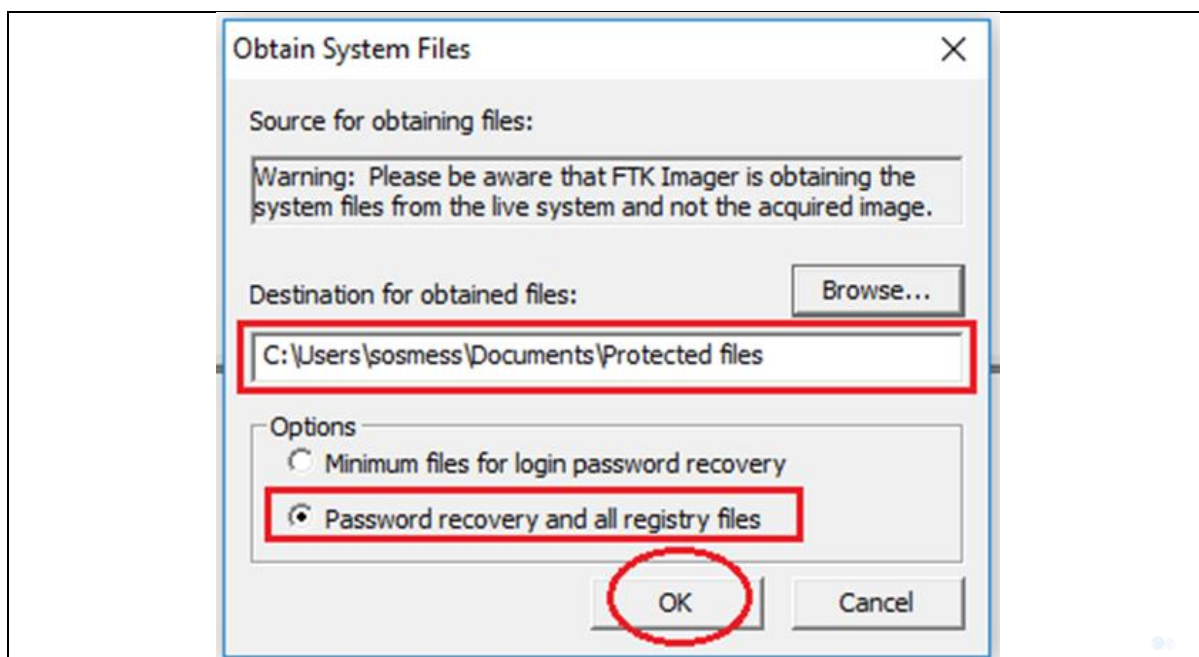 Obtain System Files
Source for obtaining files:
Warning: Please be aware that FTK Imager is obtaining the
system files from the live system and not the acquired image.
Destination for obtained files:
Browse...
C:\Users\sosmess\Documents\Protected files
Options
Minimum files for login password recovery
Password recovery and all registry files
OK
Cancel